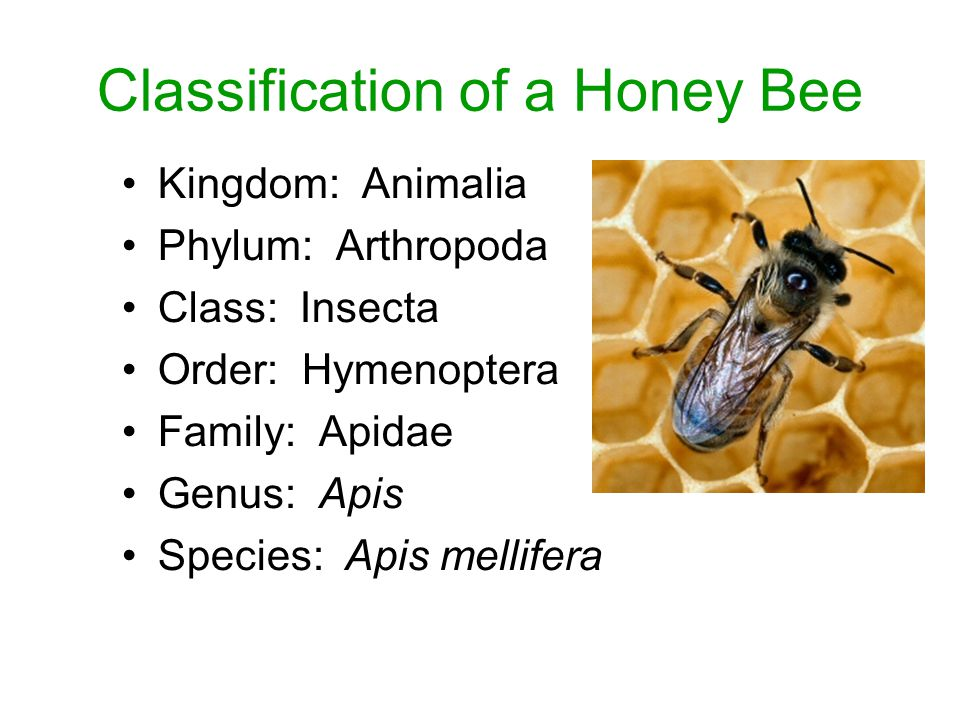 Classification of a Honey Bee
• Kingdom: Animalia
• Phylum: Arthropoda
• Class: Insecta
• Order: Hymenoptera
• Family: Apidae
• Genus: Apis
• Species: Apis mellifera